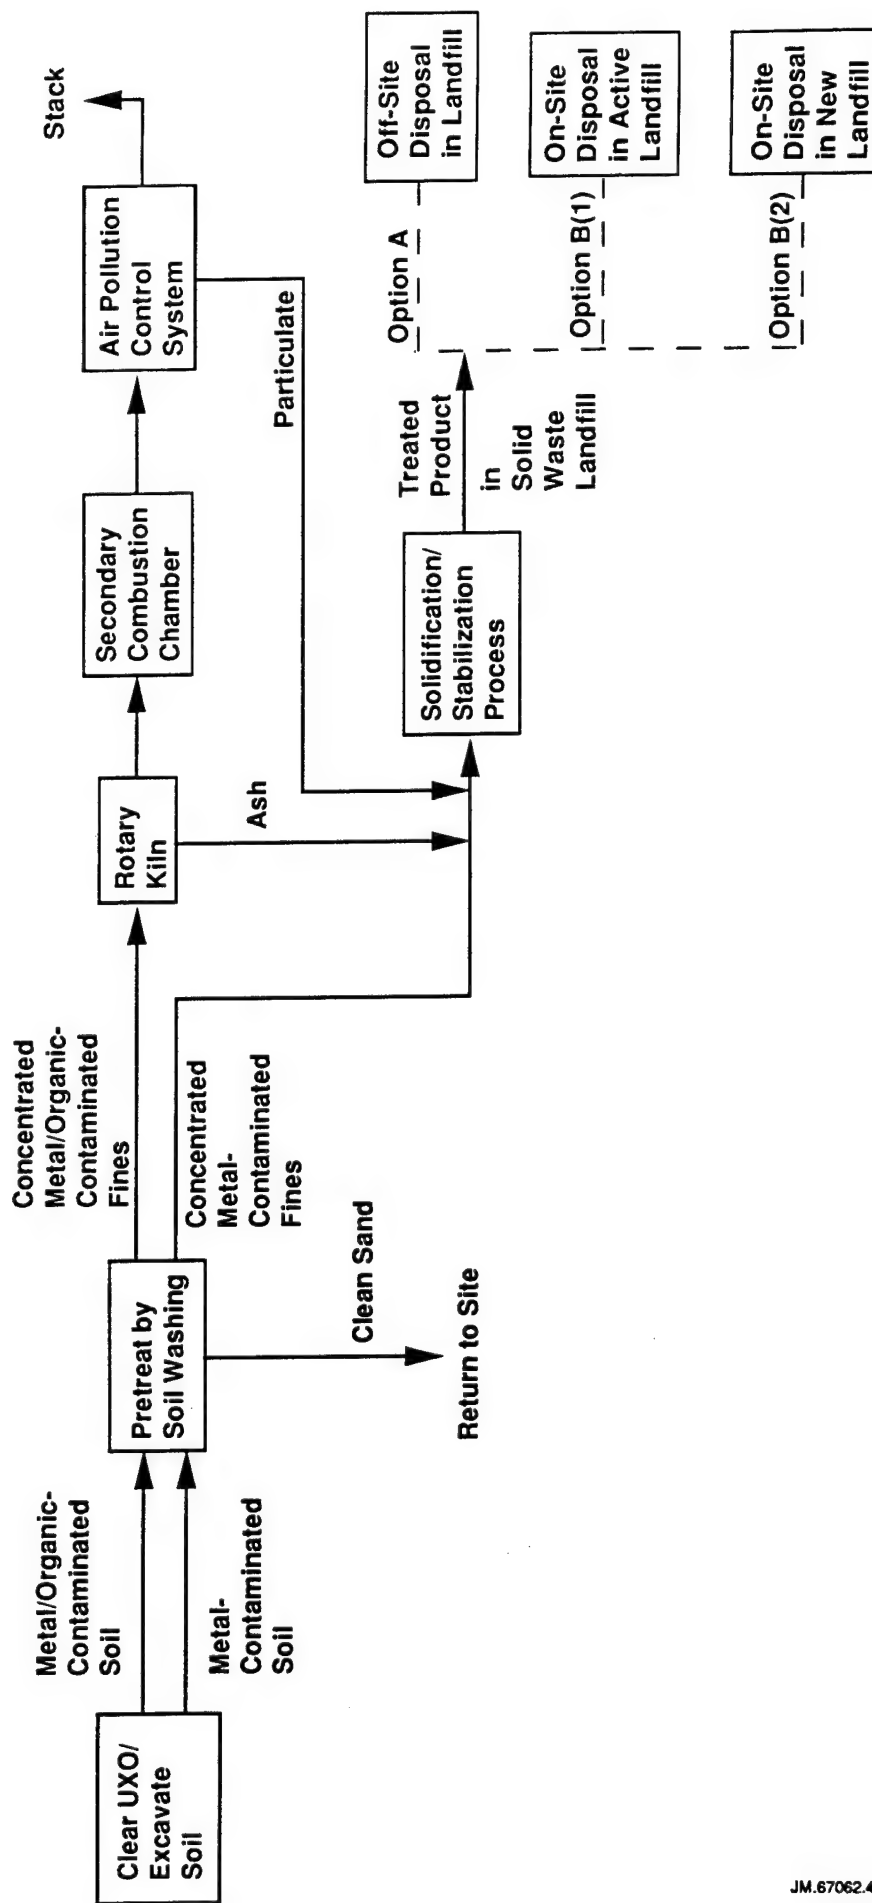 Clear UXO/
Excavate
Soil
Metal/Organic-
Contaminated
Soil
Metal-
Contaminated
Soil
Pretreat by
Soil Washing
Clean Sand
Return to Site
Concentrated
Metal/Organic-
Contaminated
Fines
Concentrated
Metal-
Contaminated
Fines
Rotary
Kiln
Ash
Secondary
Combustion
Chamber
Air Pollution
Control
System
Particulate
Stack
Solidification/
Stabilization
Process
Treated
Product
in
Solid
Waste
Landfill
Option A
Off-Site
Disposal
in Landfill
Option B(1)
On-Site
Disposal
in Active
Landfill
Option B(2)
On-Site
Disposal
in New
Landfill
JM.67062.4